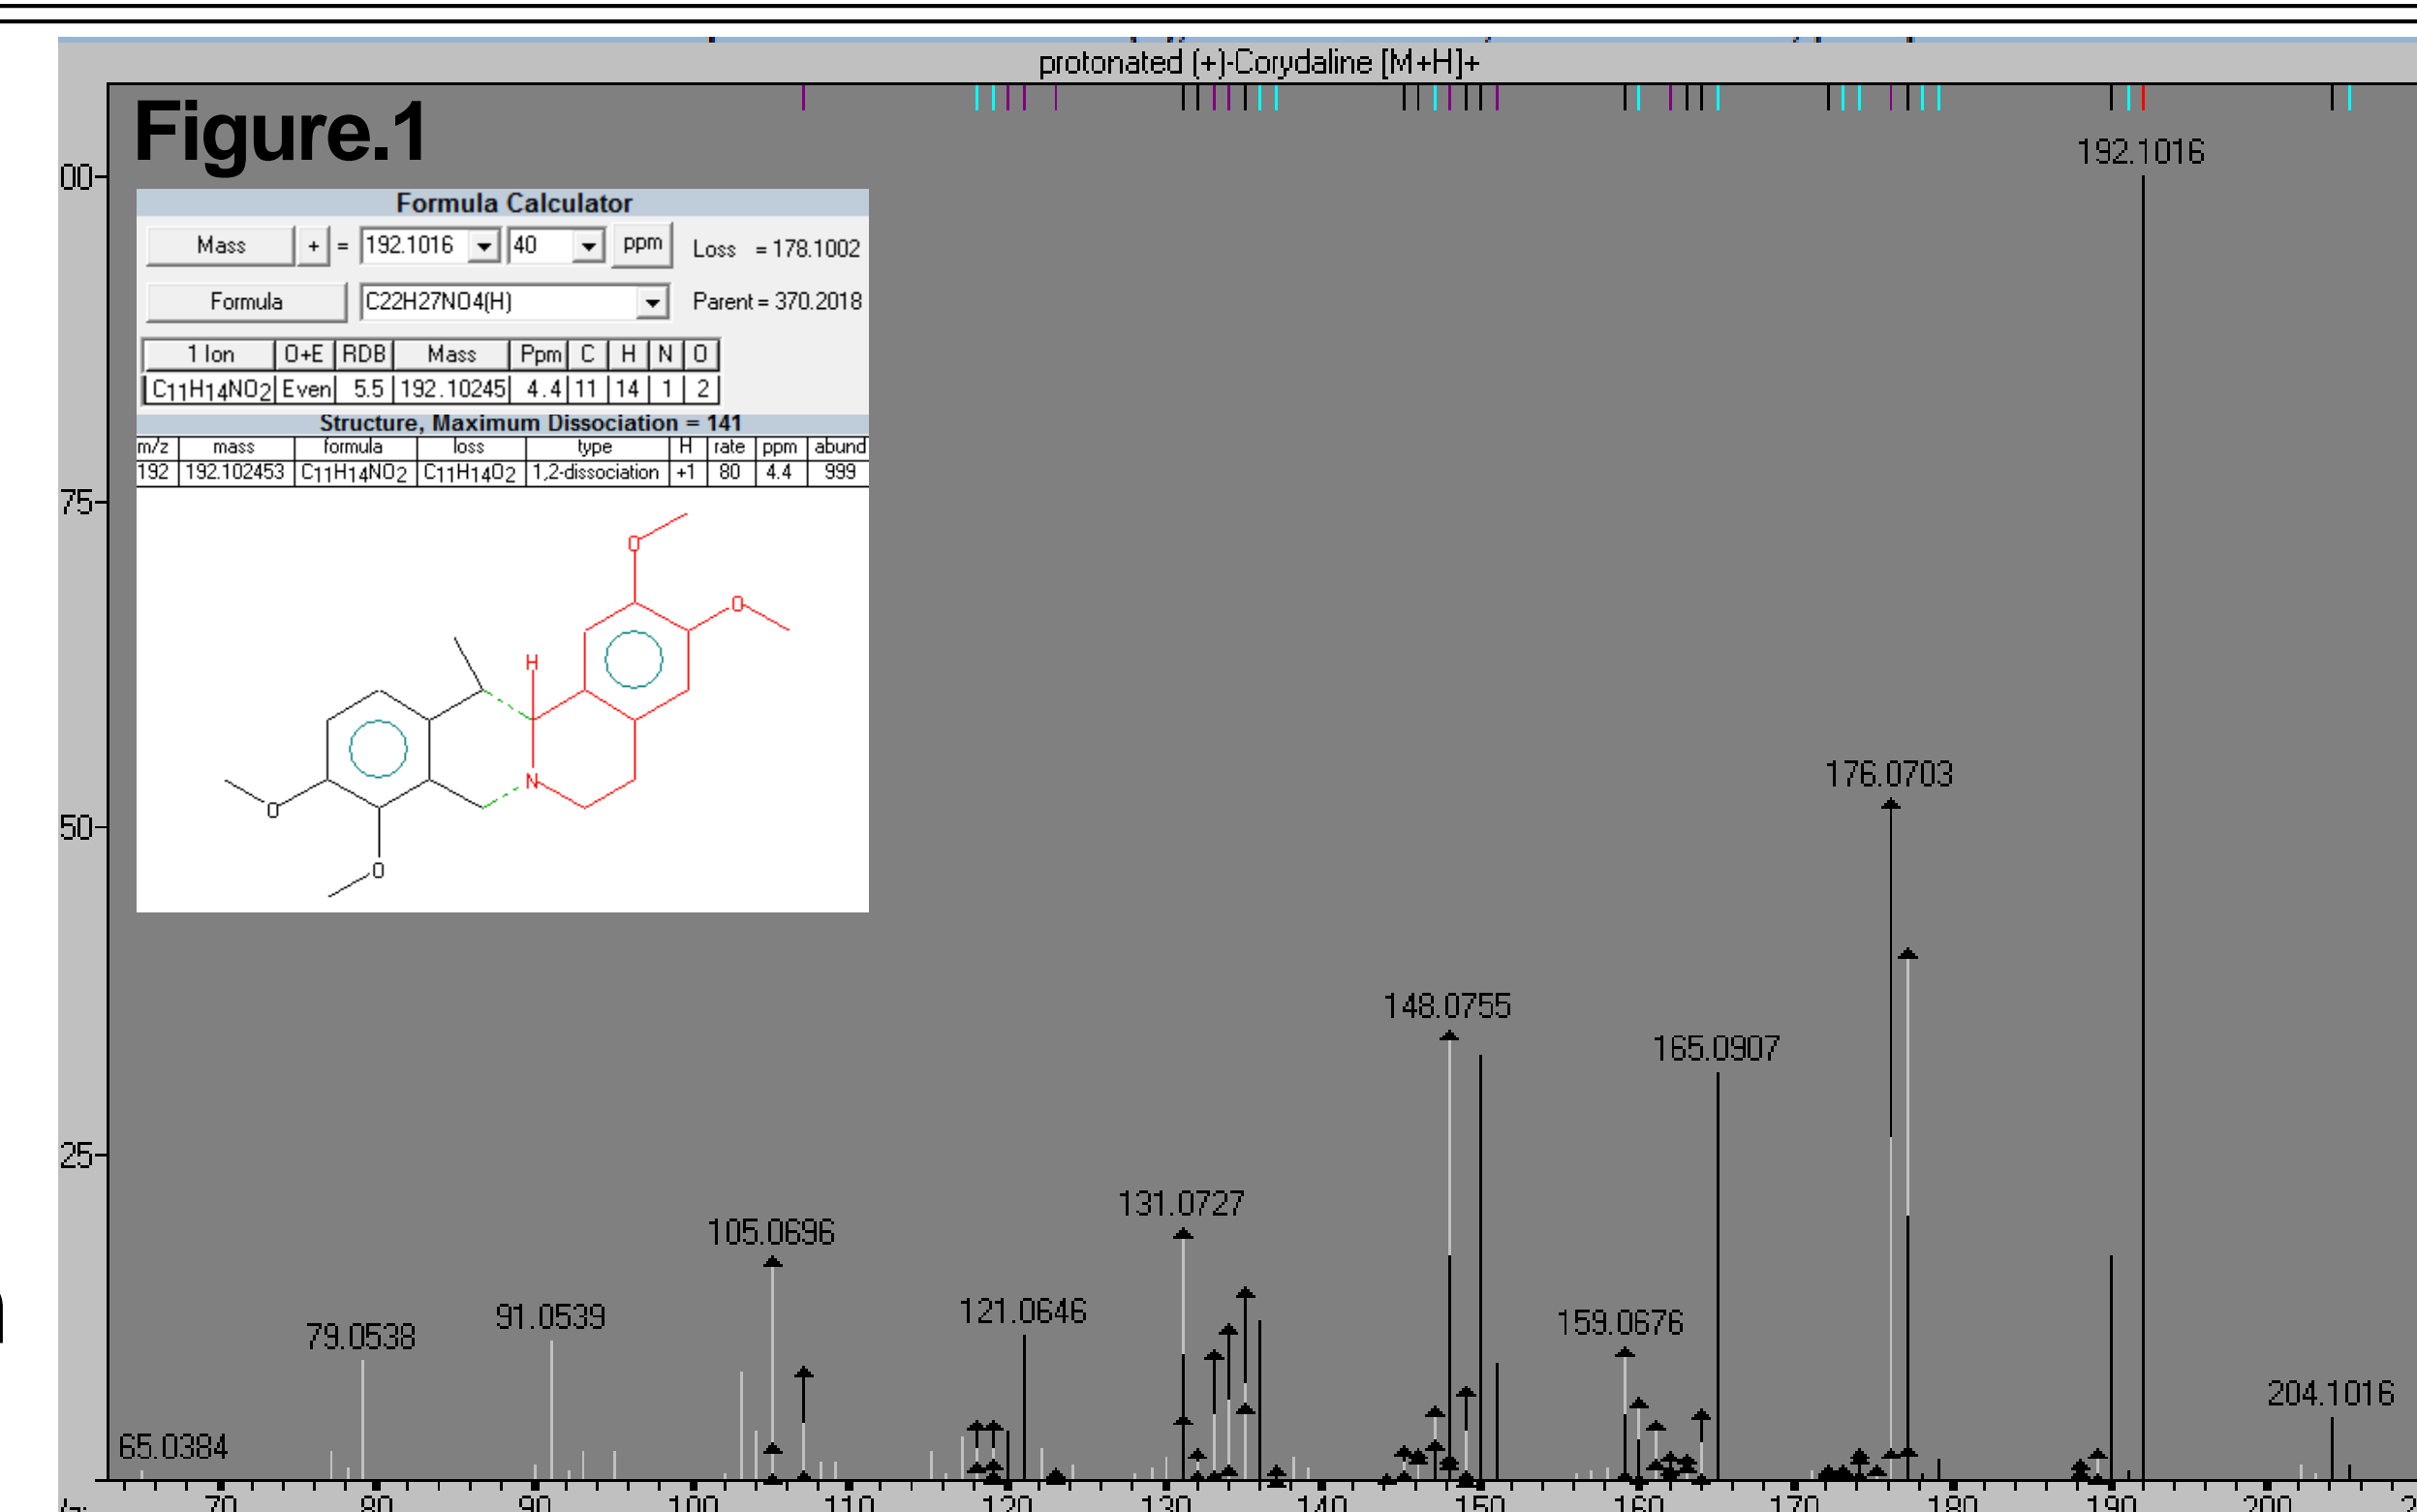 protonated (+)-Corydaline [M+H]+
Figure.1
00
192.1016
Formula Calculator
Mass + = 192.1016 40 ppm Loss = 178.1002
Formula C22H27NO4(H) Parent = 370.2018
1 Ion O+E RDB Mass Ppm C H N O
C11H14NO2 Even 5.5 192.10245 4.4 11 14 1 2
Structure, Maximum Dissociation = 141
m/z mass formula loss type H rate ppm abund
192 192.102453 C11H14NO2 C11H14O2 1,2-dissociation +1 80 4.4 999
75
O
O
H
N
O
O
176.0703
50
148.0755
165.0907
25
131.0727
105.0696
121.0646
91.0539
79.0538
159.0676
204.1016
65.0384
70 80 90 100 110 120 130 140 150 160 170 180 190 200